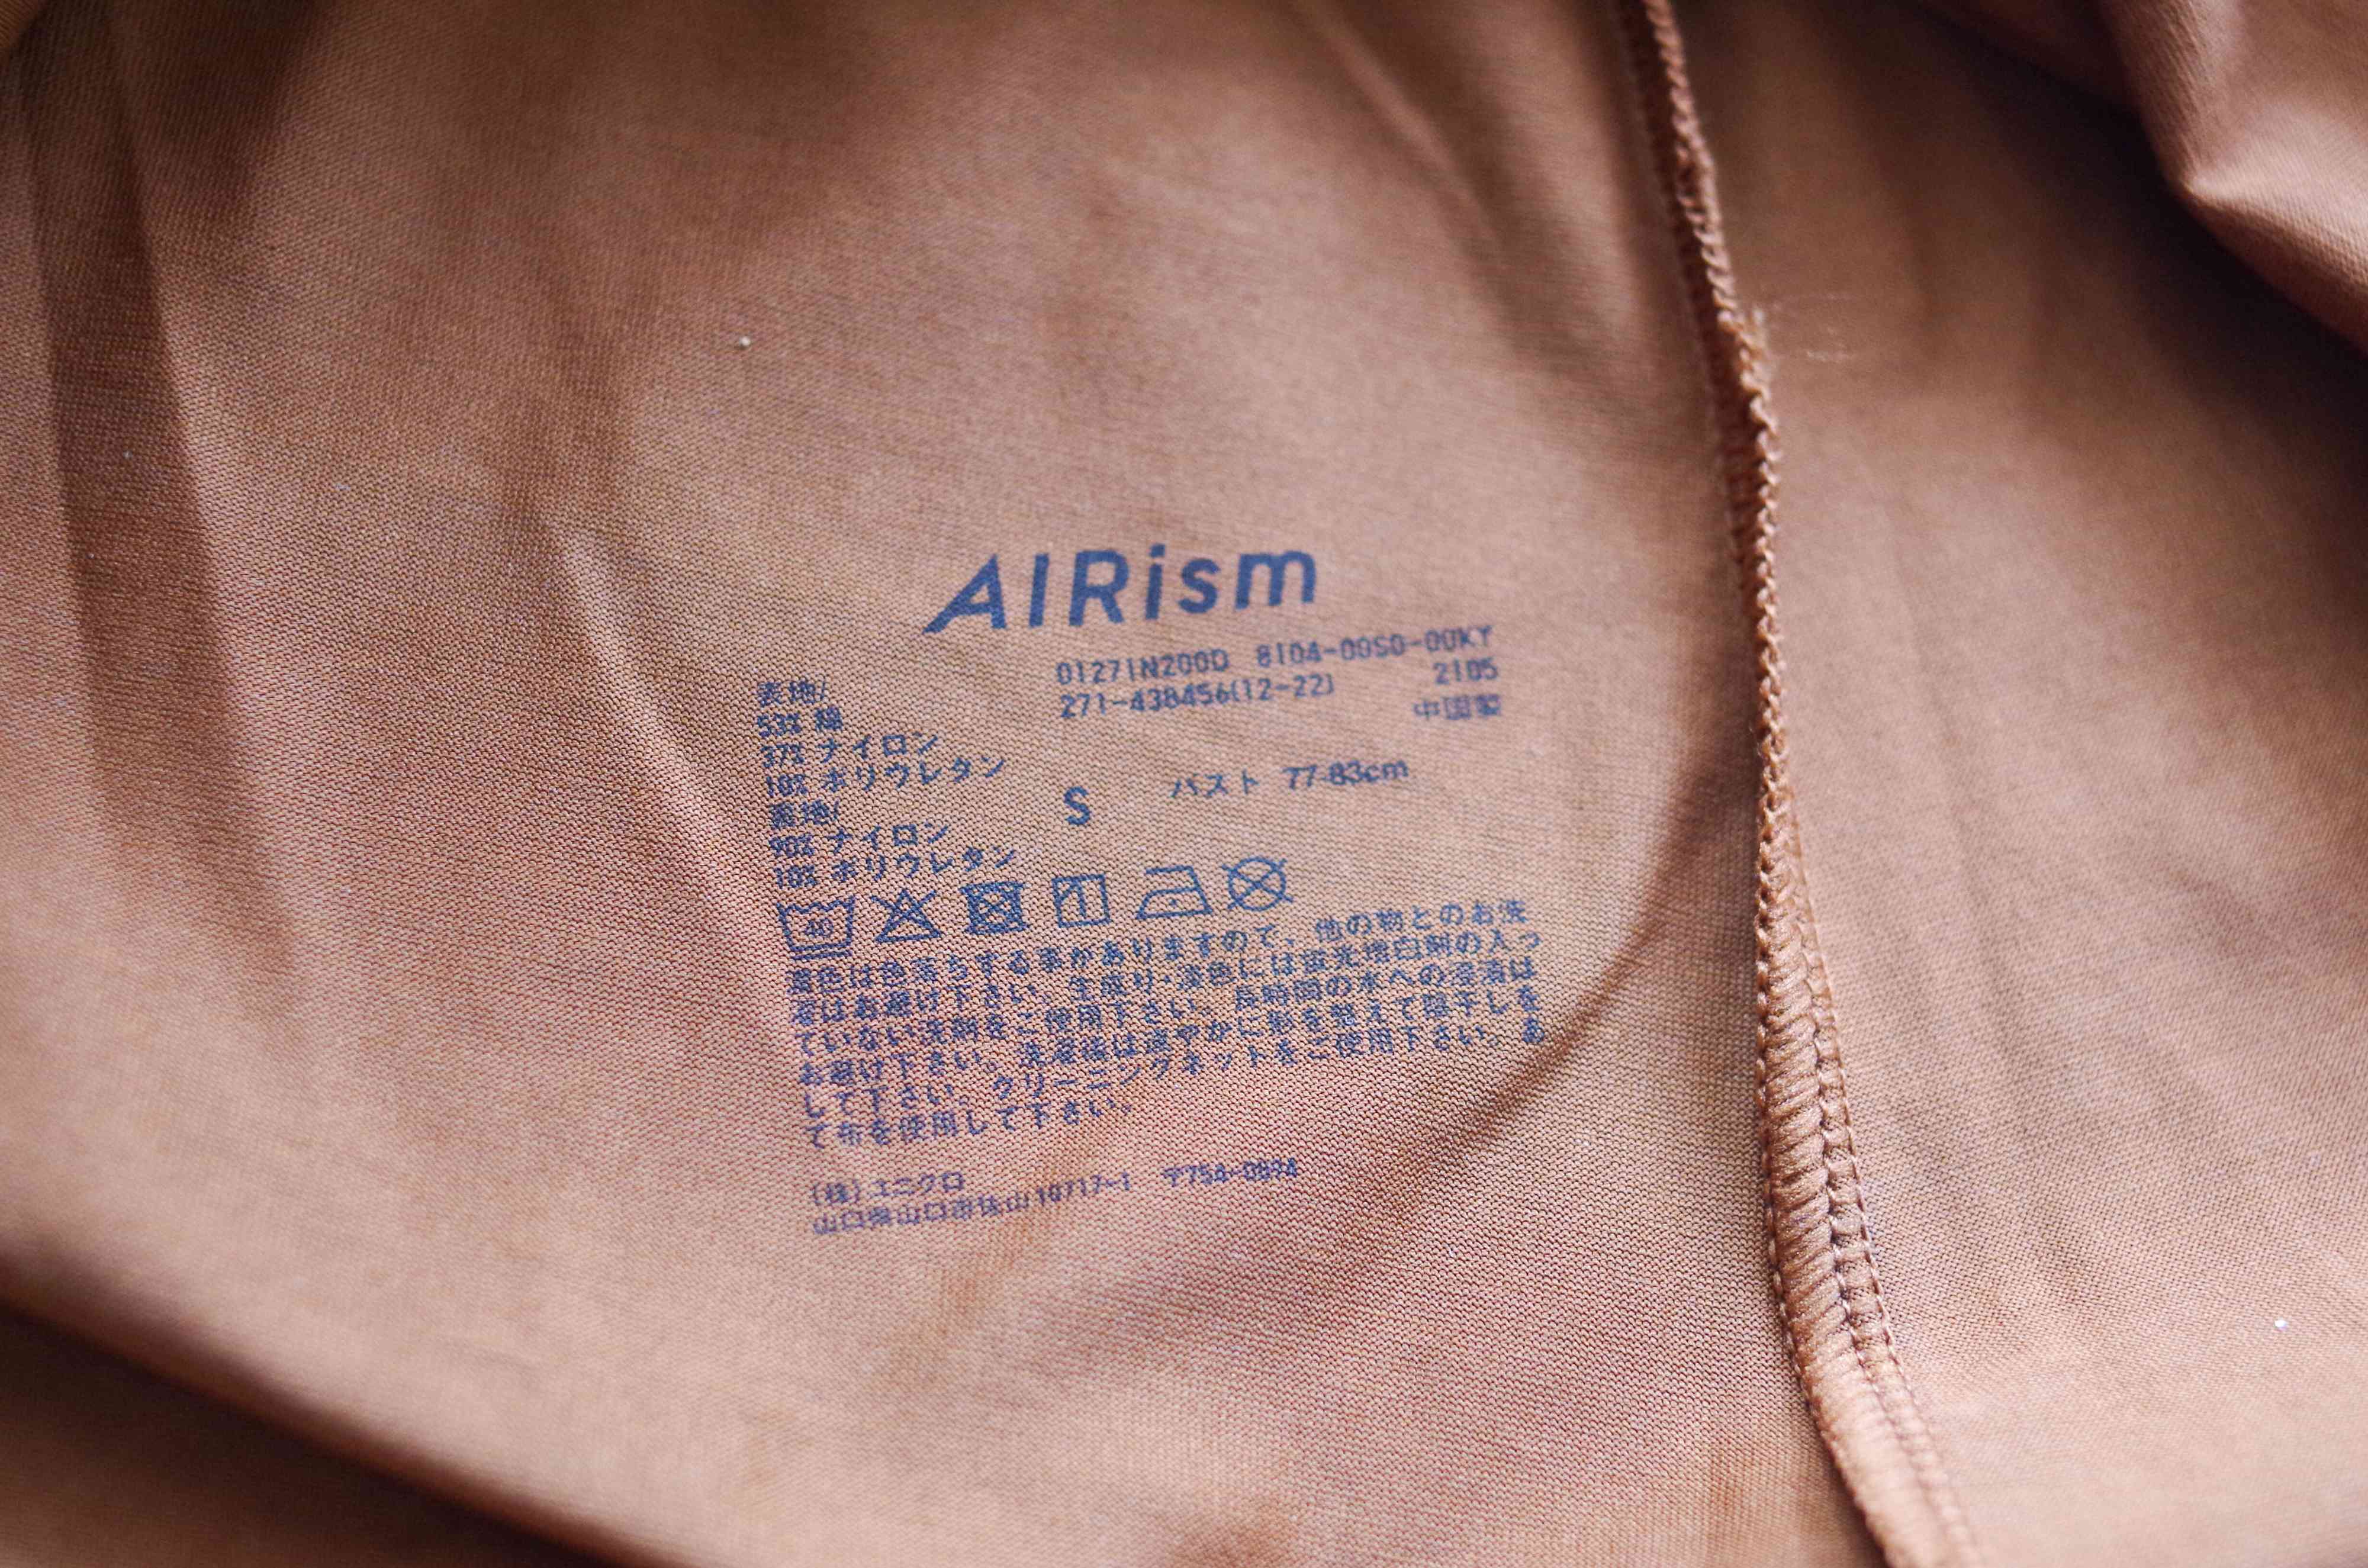 AIRism
01271N200D 8104-00S0-00KY
271-438456(12-22) 2105
中国製
表地/
53% 綿
37% ナイロン
10% ポリウレタン
裏地/
90% ナイロン
10% ポリウレタン
S バスト 77-83cm
40
濃色は色落ちする事がありますので、他の物とのお洗
濯はお避け下さい。生成り・淡色には蛍光増白剤の入っ
ていない洗剤をご使用下さい。長時間の水への浸漬は
お避け下さい。洗濯後は速やかに形を整えて陰干しを
して下さい。クリーニングネットをご使用下さい。あ
て布を使用して下さい。
(株)ユニクロ
山口県山口市佐山10717-1 〒754-0894